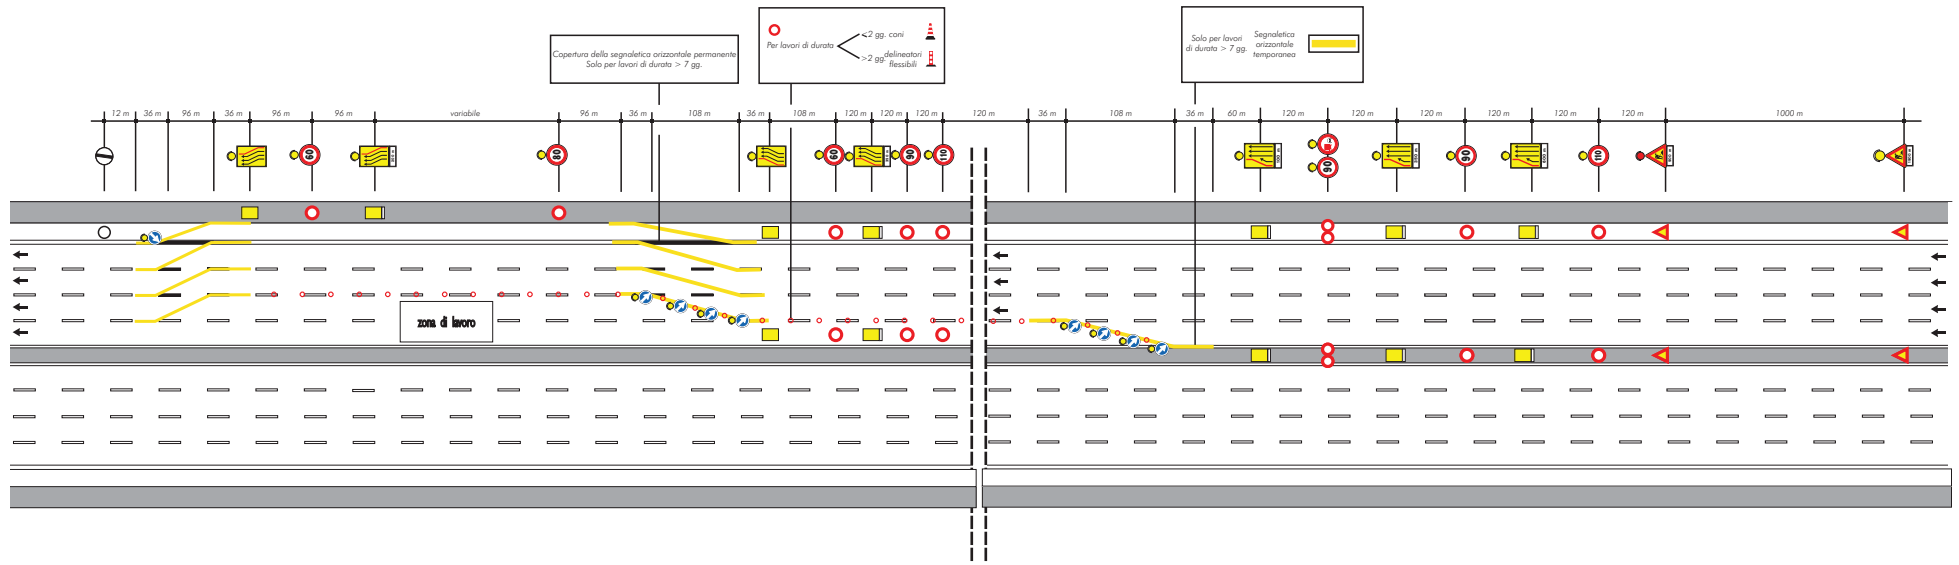 Copertura della segnaletica orizzontale permanente
Solo per lavori di durata > 7 gg.
Per lavori di durata
<2 gg. coni
>2 gg. delineatori
flessibili
Solo per lavori
di durata > 7 gg.
Segnaletica
orizzontale
temporanea
12 m 36 m 96 m 36 m 96 m 96 m variabile 96 m 36 m 108 m 36 m 108 m 120 m 120 m 120 m 120 m 36 m 108 m 36 m 60 m 120 m 120 m 120 m 120 m 120 m 120 m 1000 m
60
80
60
90
110
90
90
110
zona di lavoro